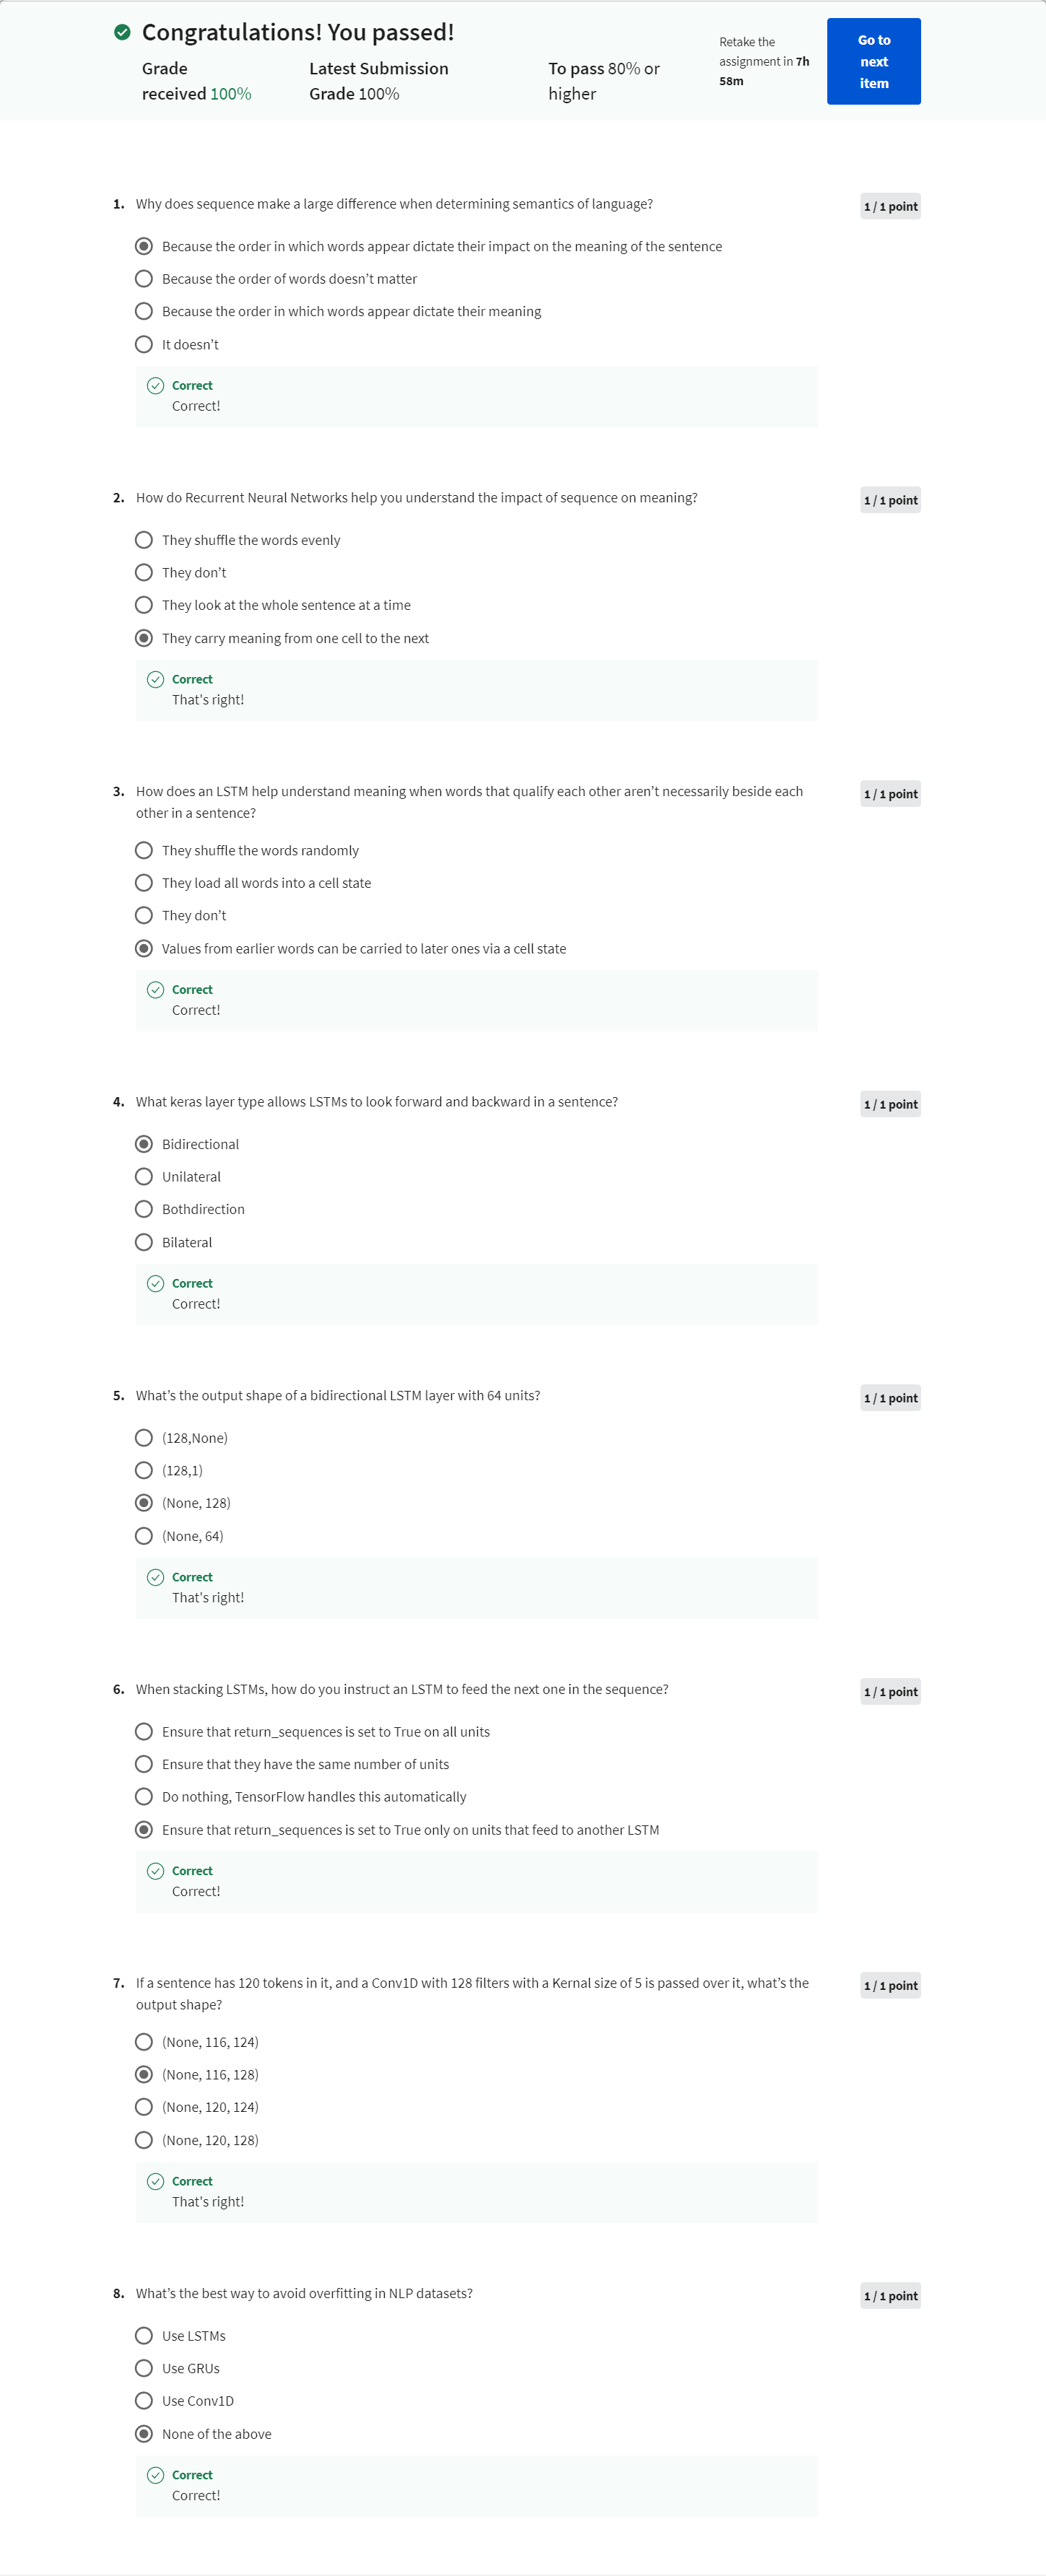 Congratulations! You passed!
Grade
received 100%
Latest Submission
Grade 100%
To pass 80% or
higher
Retake the
assignment in 7h
58m
Go to
next
item
1. Why does sequence make a large difference when determining semantics of language?
1 / 1 point
Because the order in which words appear dictate their impact on the meaning of the sentence
Because the order of words doesn’t matter
Because the order in which words appear dictate their meaning
It doesn’t
Correct
Correct!
2. How do Recurrent Neural Networks help you understand the impact of sequence on meaning?
1 / 1 point
They shuffle the words evenly
They don’t
They look at the whole sentence at a time
They carry meaning from one cell to the next
Correct
That's right!
3. How does an LSTM help understand meaning when words that qualify each other aren’t necessarily beside each
other in a sentence?
1 / 1 point
They shuffle the words randomly
They load all words into a cell state
They don’t
Values from earlier words can be carried to later ones via a cell state
Correct
Correct!
4. What keras layer type allows LSTMs to look forward and backward in a sentence?
1 / 1 point
Bidirectional
Unilateral
Bothdirection
Bilateral
Correct
Correct!
5. What’s the output shape of a bidirectional LSTM layer with 64 units?
1 / 1 point
(128,None)
(128,1)
(None, 128)
(None, 64)
Correct
That's right!
6. When stacking LSTMs, how do you instruct an LSTM to feed the next one in the sequence?
1 / 1 point
Ensure that return_sequences is set to True on all units
Ensure that they have the same number of units
Do nothing, TensorFlow handles this automatically
Ensure that return_sequences is set to True only on units that feed to another LSTM
Correct
Correct!
7. If a sentence has 120 tokens in it, and a Conv1D with 128 filters with a Kernal size of 5 is passed over it, what’s the
output shape?
1 / 1 point
(None, 116, 124)
(None, 116, 128)
(None, 120, 124)
(None, 120, 128)
Correct
That's right!
8. What’s the best way to avoid overfitting in NLP datasets?
1 / 1 point
Use LSTMs
Use GRUs
Use Conv1D
None of the above
Correct
Correct!